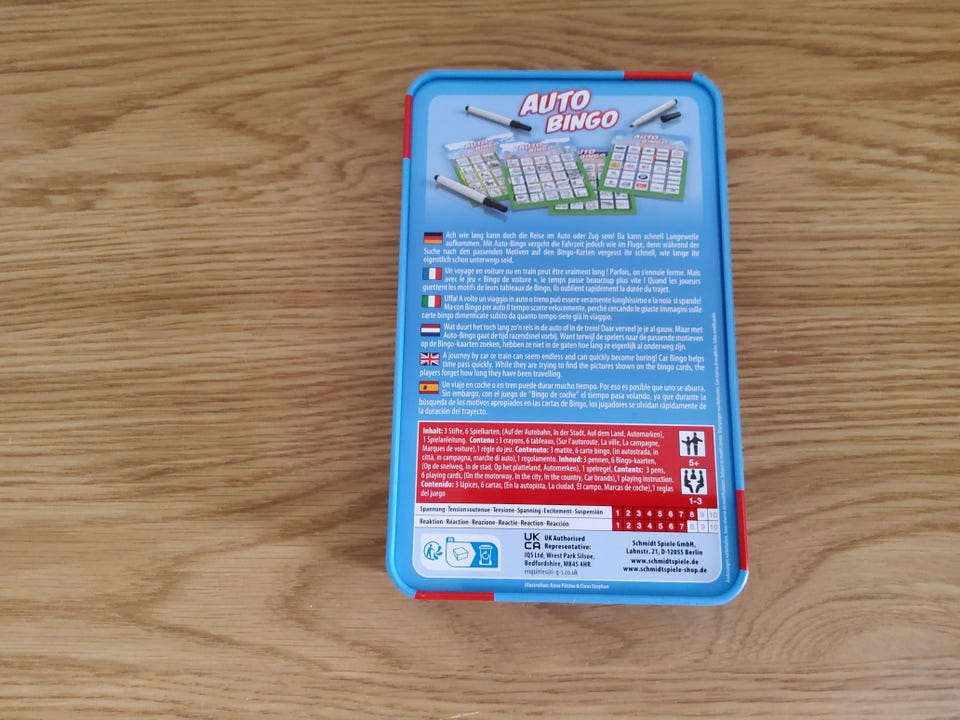 AUTO
BINGO
Ach wie lang kann doch die Reise im Auto oder Zug sein! Da kann schnell Langeweile
aufkommen. Mit Auto-Bingo vergeht die Fahrzeit jedoch wie im Fluge, denn während der
Suche nach den passenden Motiven auf den Bingo-Karten vergesst ihr schnell, wie lange ihr
eigentlich schon unterwegs seid.
Un voyage en voiture ou en train peut être vraiment long ! Parfois, on s'ennuie ferme. Mais
avec le jeu « Bingo de voiture », le temps passe beaucoup plus vite ! Quand les joueurs
guettent les motifs de leurs tableaux de Bingo, ils oublient rapidement la durée du trajet.
Uffa! A volte un viaggio in auto o treno può essere veramente lunghissimo e la noia si spande!
Ma con Bingo per auto il tempo scorre velocemente, perché cercando le giuste immagini sulle
carte bingo dimenticate subito da quanto tempo siete già in viaggio.
Wat duurt het toch lang zo'n reis in de auto of in de trein! Daar verveel je je al gauw. Maar met
Auto-Bingo gaat de tijd razendsnel vorbij. Want terwijl de spelers naar de passende motieven
op de Bingo-kaarten zoeken, hebben ze niet in de gaten hoe lang ze eigenlijk al onderweg zijn.
A journey by car or train can seem endless and can quickly become boring! Car Bingo helps
time pass quickly. While they are trying to find the pictures shown on the bingo cards, the
players forget how long they have been travelling.
Un viaje en coche o en tren puede durar mucho tiempo. Por eso es posible que uno se aburra.
Sin embargo, con el juego de "Bingo de coche" el tiempo pasa volando, ya que durante la
búsqueda de los motivos apropiados en las cartas de Bingo, los jugadores se olvidan rápidamente de
la duración del trayecto.
Inhalt: 3 Stifte, 6 Spielkarten, (Auf der Autobahn, In der Stadt, Auf dem Land, Automarken),
1 Spielanleitung. Contenu : 3 crayons, 6 tableaux, (Sur l'autoroute, La ville, La campagne,
Marques de voiture), 1 règle du jeu. Contenuto: 3 matite, 6 carte bingo, (in autostrada, in
città, in campagna, marche di auto), 1 regolamento. Inhoud: 3 pennen, 6 Bingo-kaarten,
(Op de snelweg, In de stad, Op het platteland, Automerken), 1 spelregel, Contents: 3 pens,
6 playing cards, (On the motorway, In the city, In the country, Car brands), 1 playing instruction.
Contenido: 3 lápices, 6 cartas, (En la autopista, La ciudad, El campo, Marcas de coche), 1 reglas
del juego
5+
1-3
Spannung · Tension soutenue · Tensione · Spanning · Excitement · Suspensión 1 2 3 4 5 6 7 8 9 10
Reaktion · Réaction · Reazione · Reactie · Reaction · Reacción 1 2 3 4 5 6 7 8 9 10
UK
CA
UK Authorised
Representative:
IQS Ltd, Wrest Park Silsoe,
Bedfordshire, MK45 4HR
enquiries@i-q-s.co.uk
Schmidt Spiele GmbH,
Lahnstr. 21, D-12055 Berlin
www.schmidtspiele.de
www.schmidtspiele-shop.de